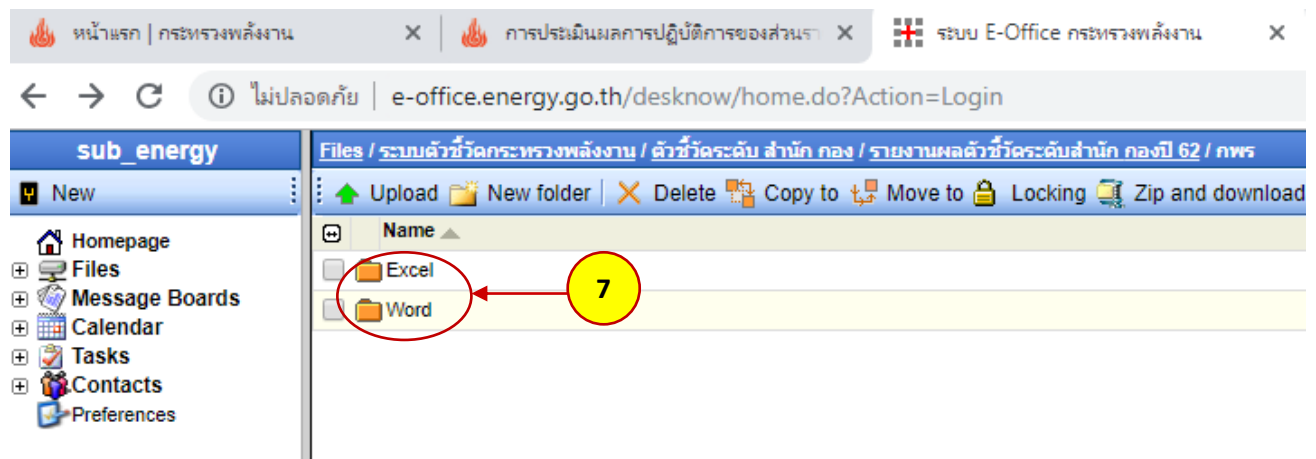 หน้าแรก | กระทรวงพลังงาน
การประเมินผลการปฏิบัติการของส่วนรา
ระบบ E-Office กระทรวงพลังงาน
ไม่ปลอดภัย | e-office.energy.go.th/desknow/home.do?Action=Login
sub_energy
Files / ระบบตัวชี้วัดกระทรวงพลังงาน / ตัวชี้วัดระดับ สำนัก กอง / รายงานผลตัวชี้วัดระดับสำนัก กองปี 62 / กพร
New
Upload New folder Delete Copy to Move to Locking Zip and download
Homepage
Files
Message Boards
Calendar
Tasks
Contacts
Preferences
Name
Excel
Word
7